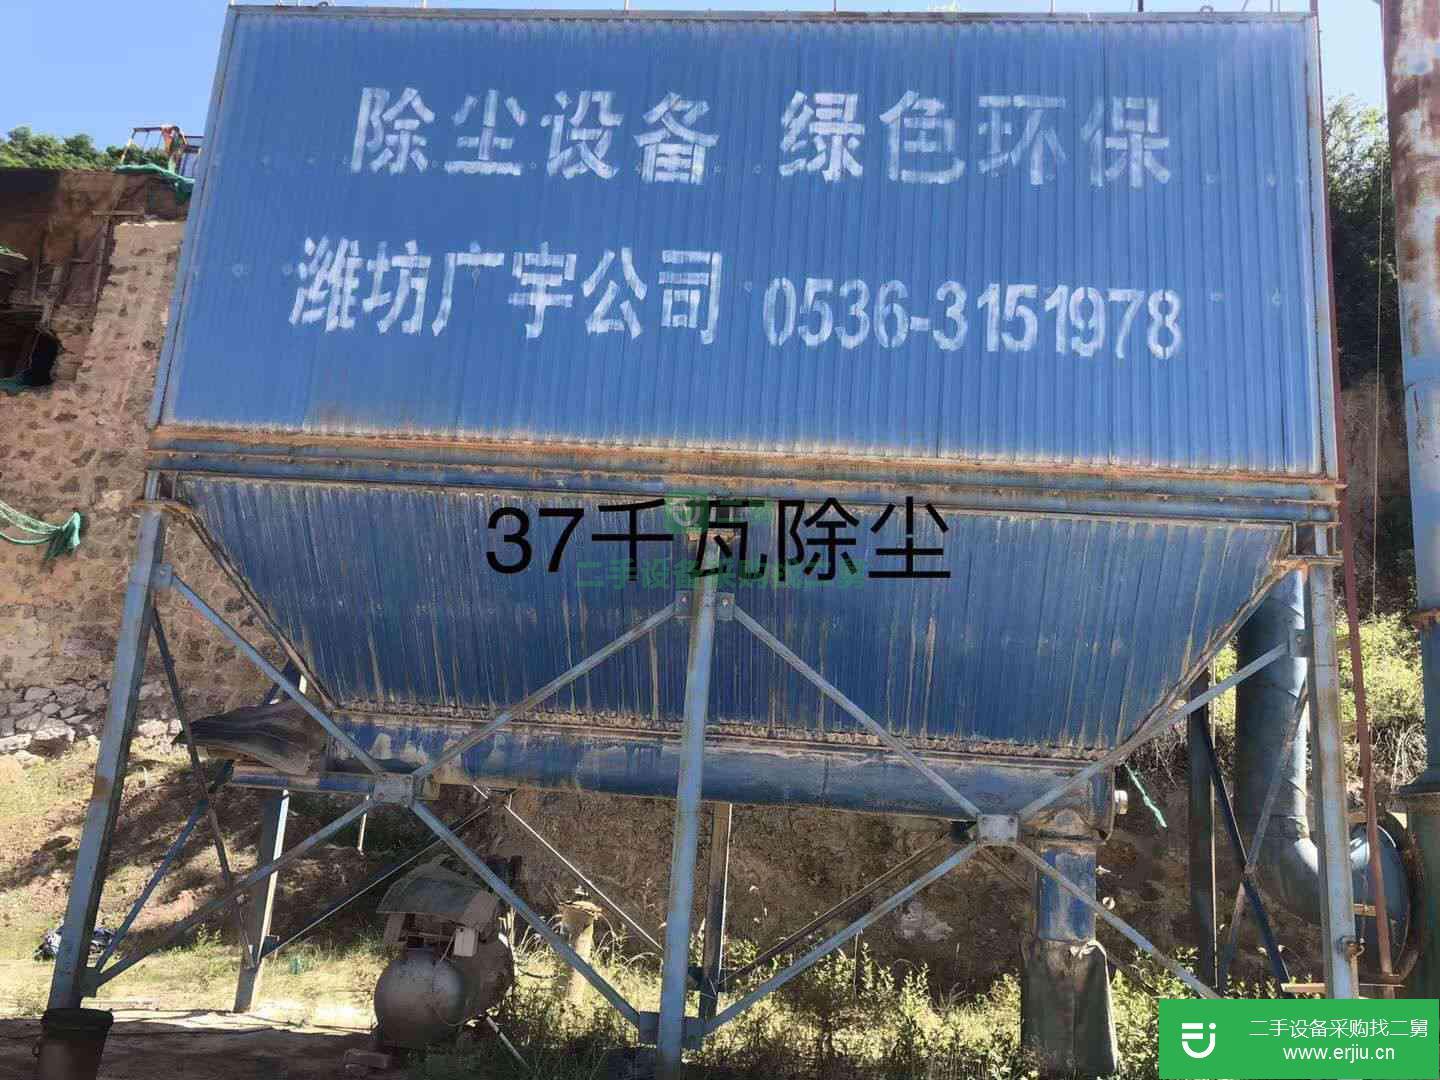 除尘设备 绿色环保
潍坊广宇公司 0536-3151978
37千瓦除尘
二手设备采购找二舅
www.erjiu.cn